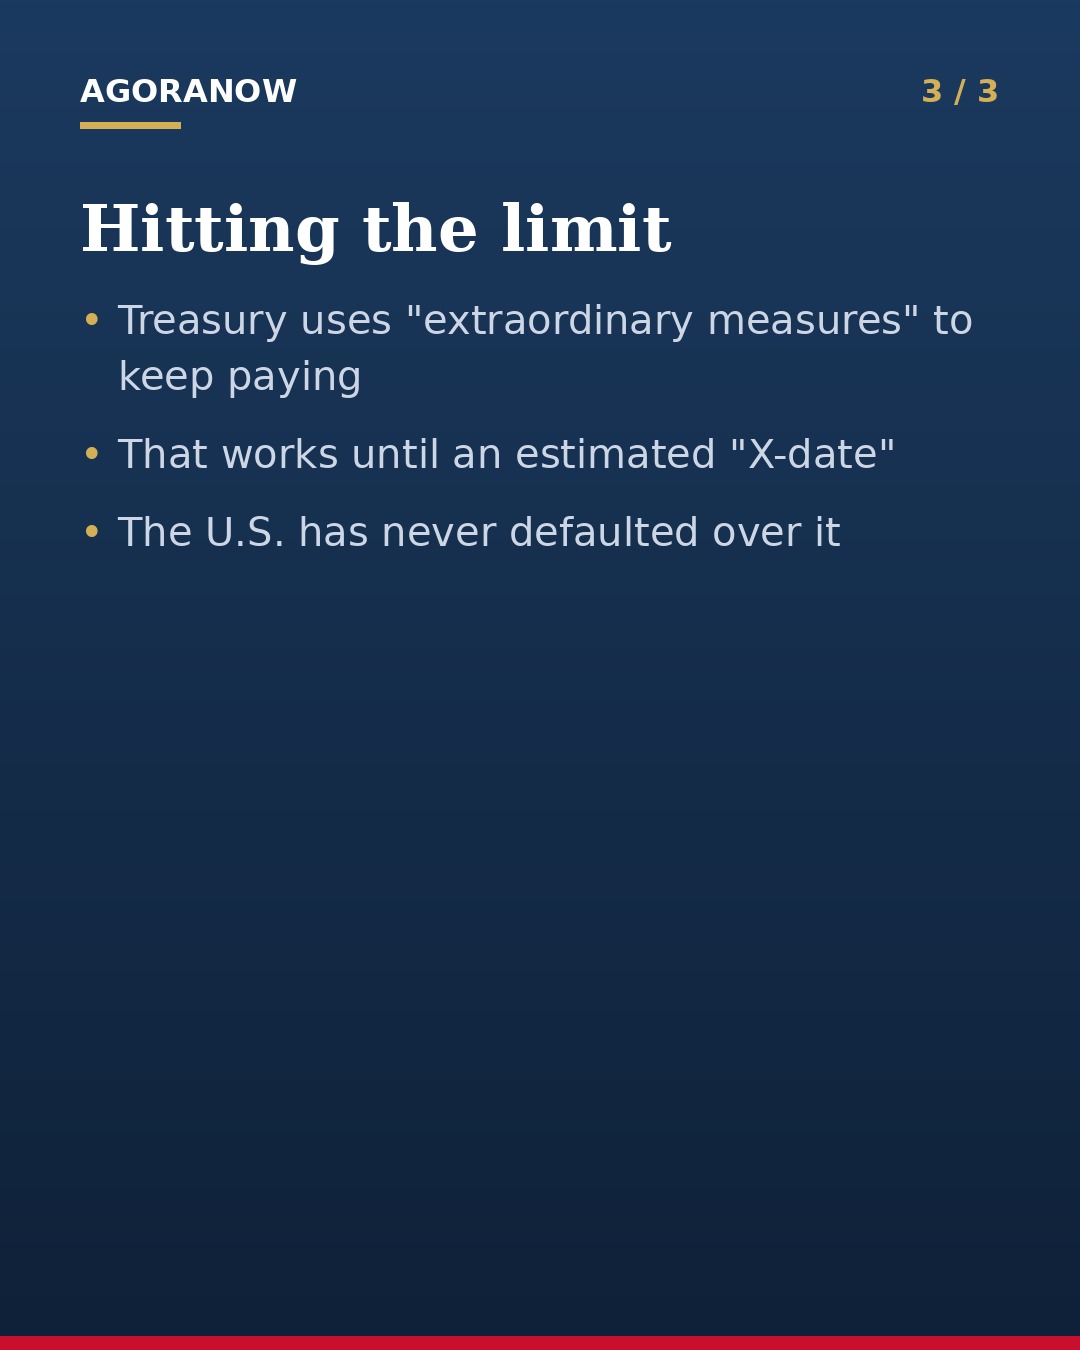 AGORANOW
3 / 3
Hitting the limit
• Treasury uses "extraordinary measures" to
keep paying
• That works until an estimated "X-date"
• The U.S. has never defaulted over it